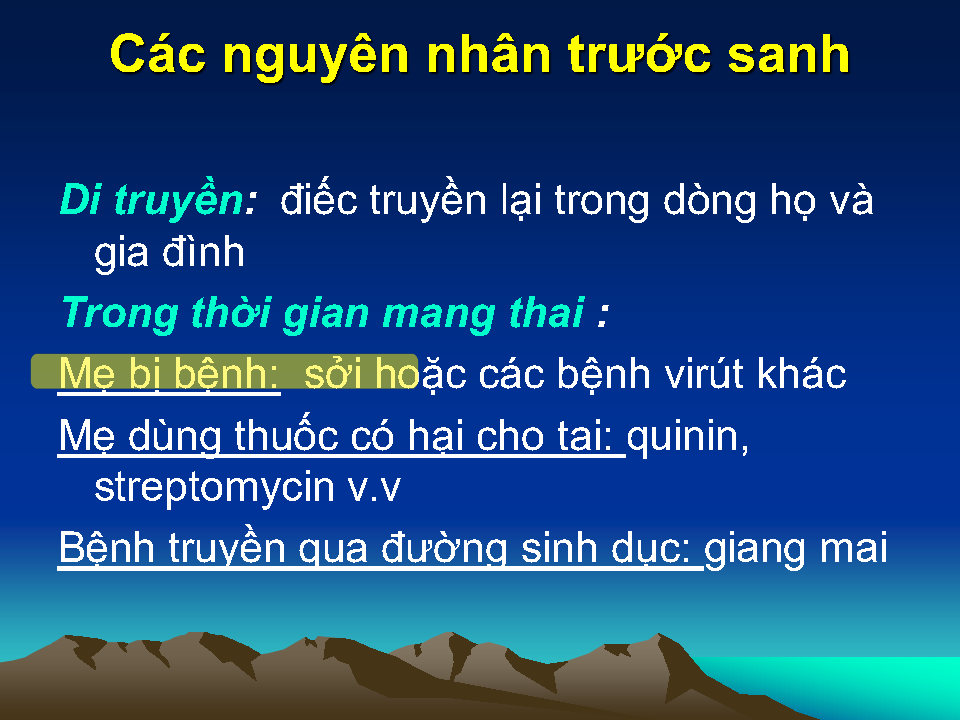 Các nguyên nhân trước sanh
Di truyền: điếc truyền lại trong dòng họ và
gia đình
Trong thời gian mang thai :
Mẹ bị bệnh: sởi hoặc các bệnh virút khác
Mẹ dùng thuốc có hại cho tai: quinin,
streptomycin v.v
Bệnh truyền qua đường sinh dục: giang mai